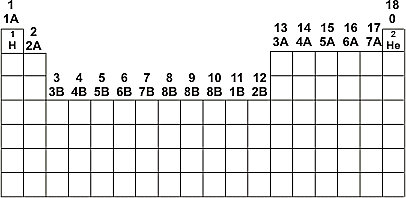 1 18
1A 0
13 14 15 16 17
3A 4A 5A 6A 7A
1 2
H He
2
2A
3 4 5 6 7 8 9 10 11 12
3B 4B 5B 6B 7B 8B 8B 8B 1B 2B